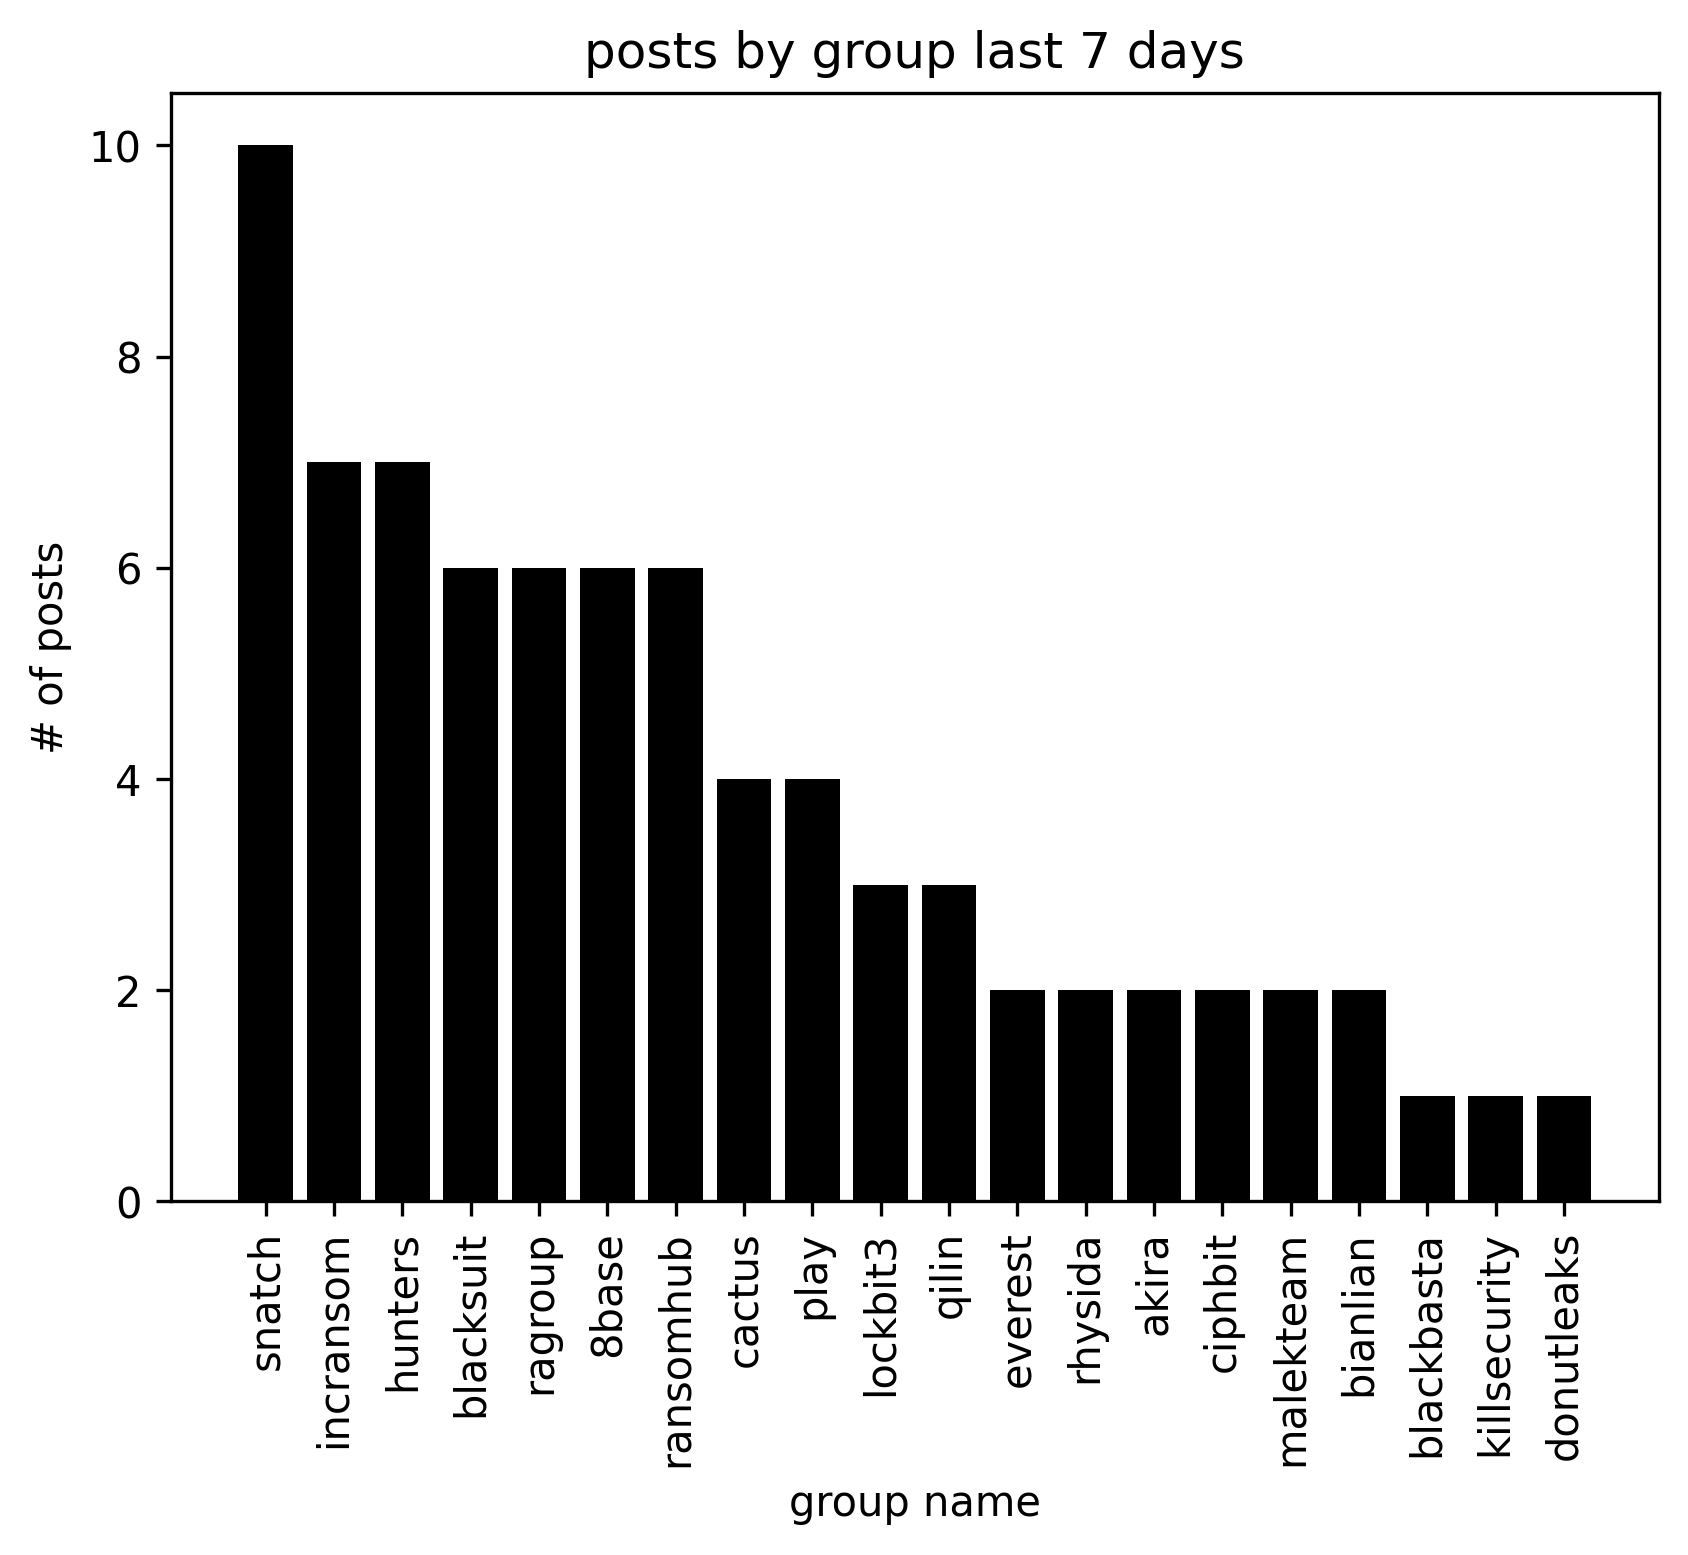 posts by group last 7 days
# of posts
10
8
6
4
2
0
snatch
incransom
hunters
blacksuit
ragroup
8base
ransomhub
cactus
play
lockbit3
qilin
everest
rhysida
akira
ciphbit
malekteam
bianlian
blackbasta
killsecurity
donutleaks
group name